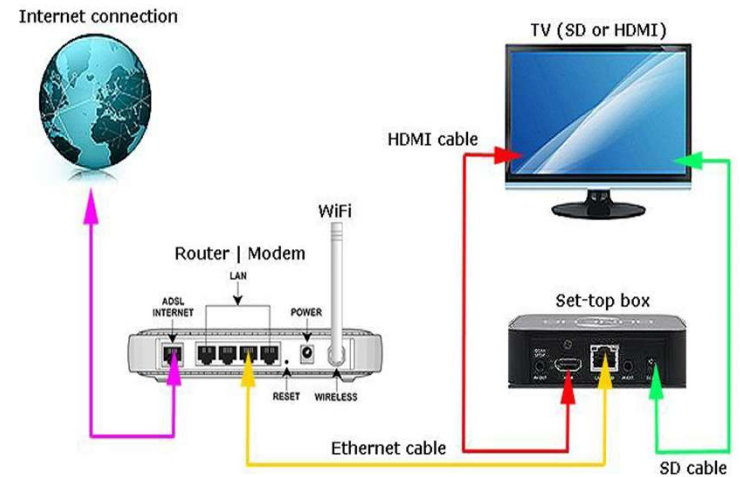 Internet connection
TV (SD or HDMI)
HDMI cable
WiFi
Router | Modem
LAN
ADSL
INTERNET
POWER
Set-top box
RESET
WIRELESS
Ethernet cable
SD cable